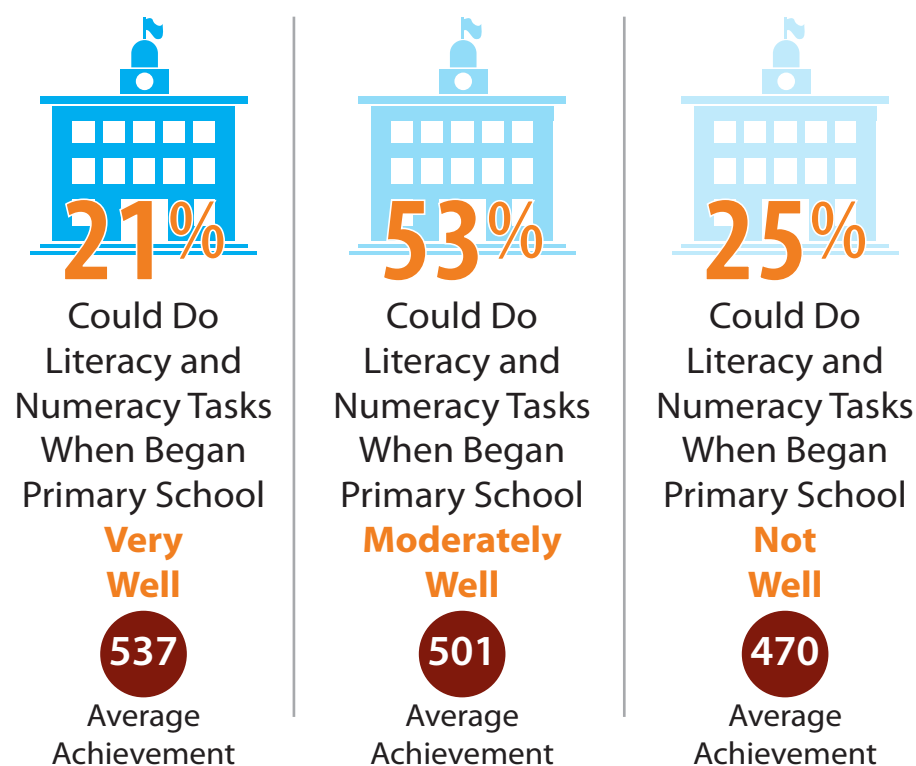 21%
Could Do
Literacy and
Numeracy Tasks
When Began
Primary School
Very
Well
537
Average
Achievement
53%
Could Do
Literacy and
Numeracy Tasks
When Began
Primary School
Moderately
Well
501
Average
Achievement
25%
Could Do
Literacy and
Numeracy Tasks
When Began
Primary School
Not
Well
470
Average
Achievement